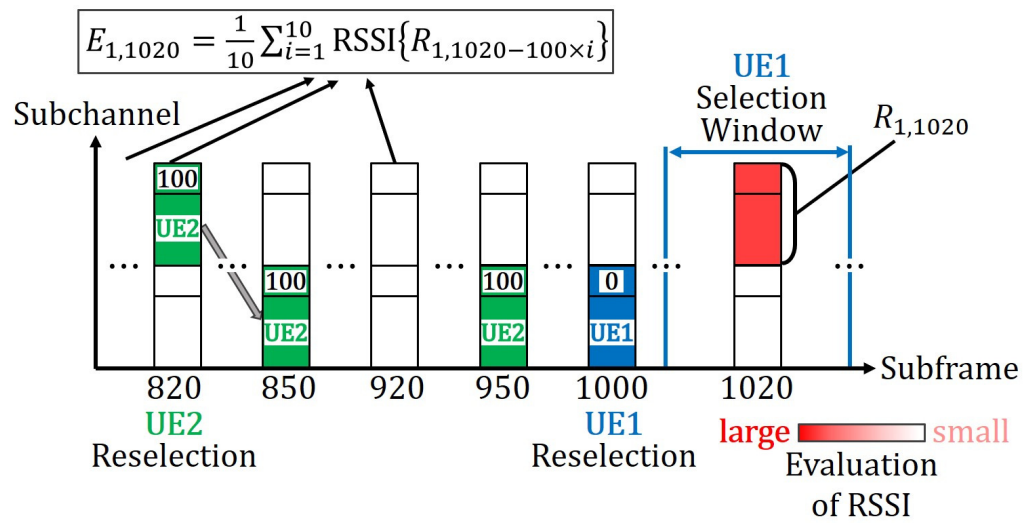 E₁,₁₀₂₀ = 1/10 ∑¹⁰ᵢ₌₁ RSSI{R₁,₁₀₂₀₋₁₀₀×ᵢ}
UE1
Selection
Window
Subchannel
R₁,₁₀₂₀
100
UE2
... ... ... ... ... ... ...
100 100 0
UE2 UE2 UE1
Subframe
820 850 920 950 1000 1020
UE2 UE1
Reselection Reselection
large small
Evaluation
of RSSI